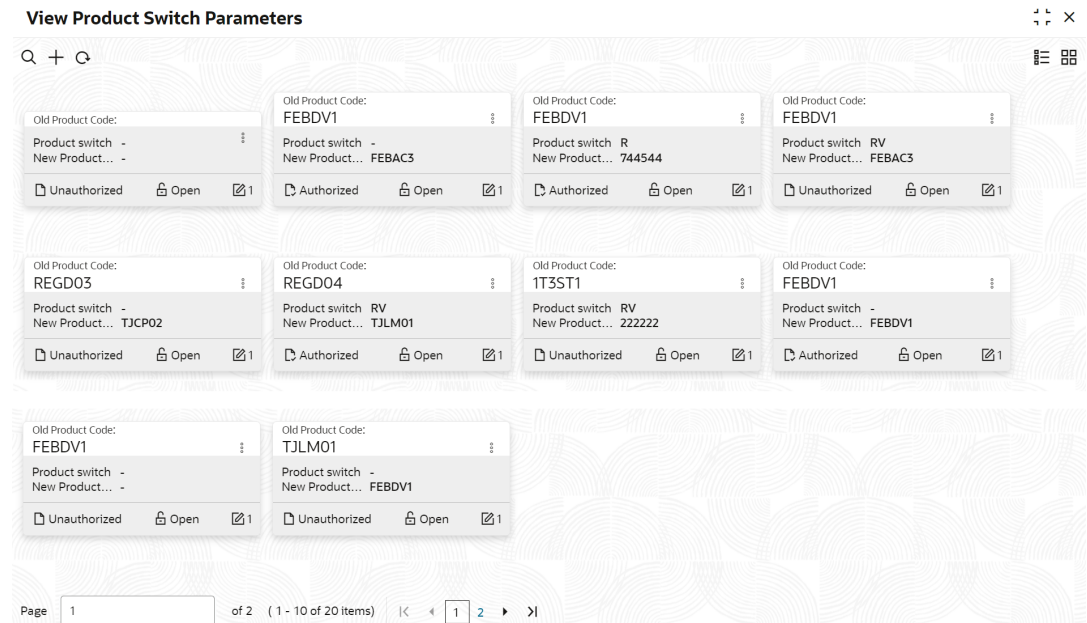 View Product Switch Parameters
Old Product Code:
Product switch -
New Product... -
Unauthorized Open 1
Old Product Code:
FEBDV1
Product switch -
New Product... FEBAC3
Authorized Open 1
Old Product Code:
FEBDV1
Product switch R
New Product... 744544
Authorized Open 1
Old Product Code:
FEBDV1
Product switch RV
New Product... FEBAC3
Unauthorized Open 1
Old Product Code:
REGD03
Product switch -
New Product... TJCP02
Unauthorized Open 1
Old Product Code:
REGD04
Product switch RV
New Product... TJLM01
Authorized Open 1
Old Product Code:
1T3ST1
Product switch RV
New Product... 222222
Unauthorized Open 1
Old Product Code:
FEBDV1
Product switch -
New Product... FEBDV1
Authorized Open 1
Old Product Code:
FEBDV1
Product switch -
New Product... -
Unauthorized Open 1
Old Product Code:
TJLM01
Product switch -
New Product... FEBDV1
Unauthorized Open 1
Page 1 of 2 ( 1 - 10 of 20 items) 1 2